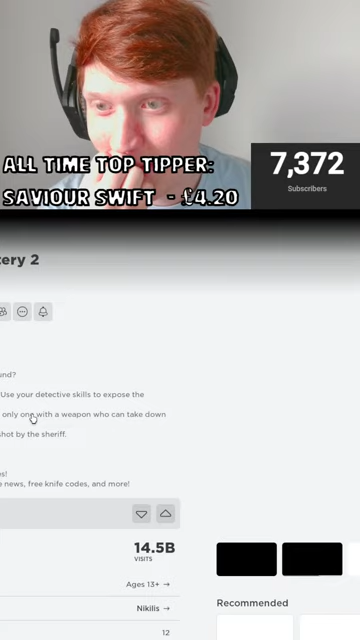 ALL TIME TOP TIPPER:
SAVIOUR SWIFT - £4.20
7,372
Subscribers
tery 2
und?
Use your detective skills to expose the
only one with a weapon who can take down
shot by the sheriff.
s!
e news, free knife codes, and more!
14.5B
VISITS
Ages 13+ →
Nikilis →
12
Recommended